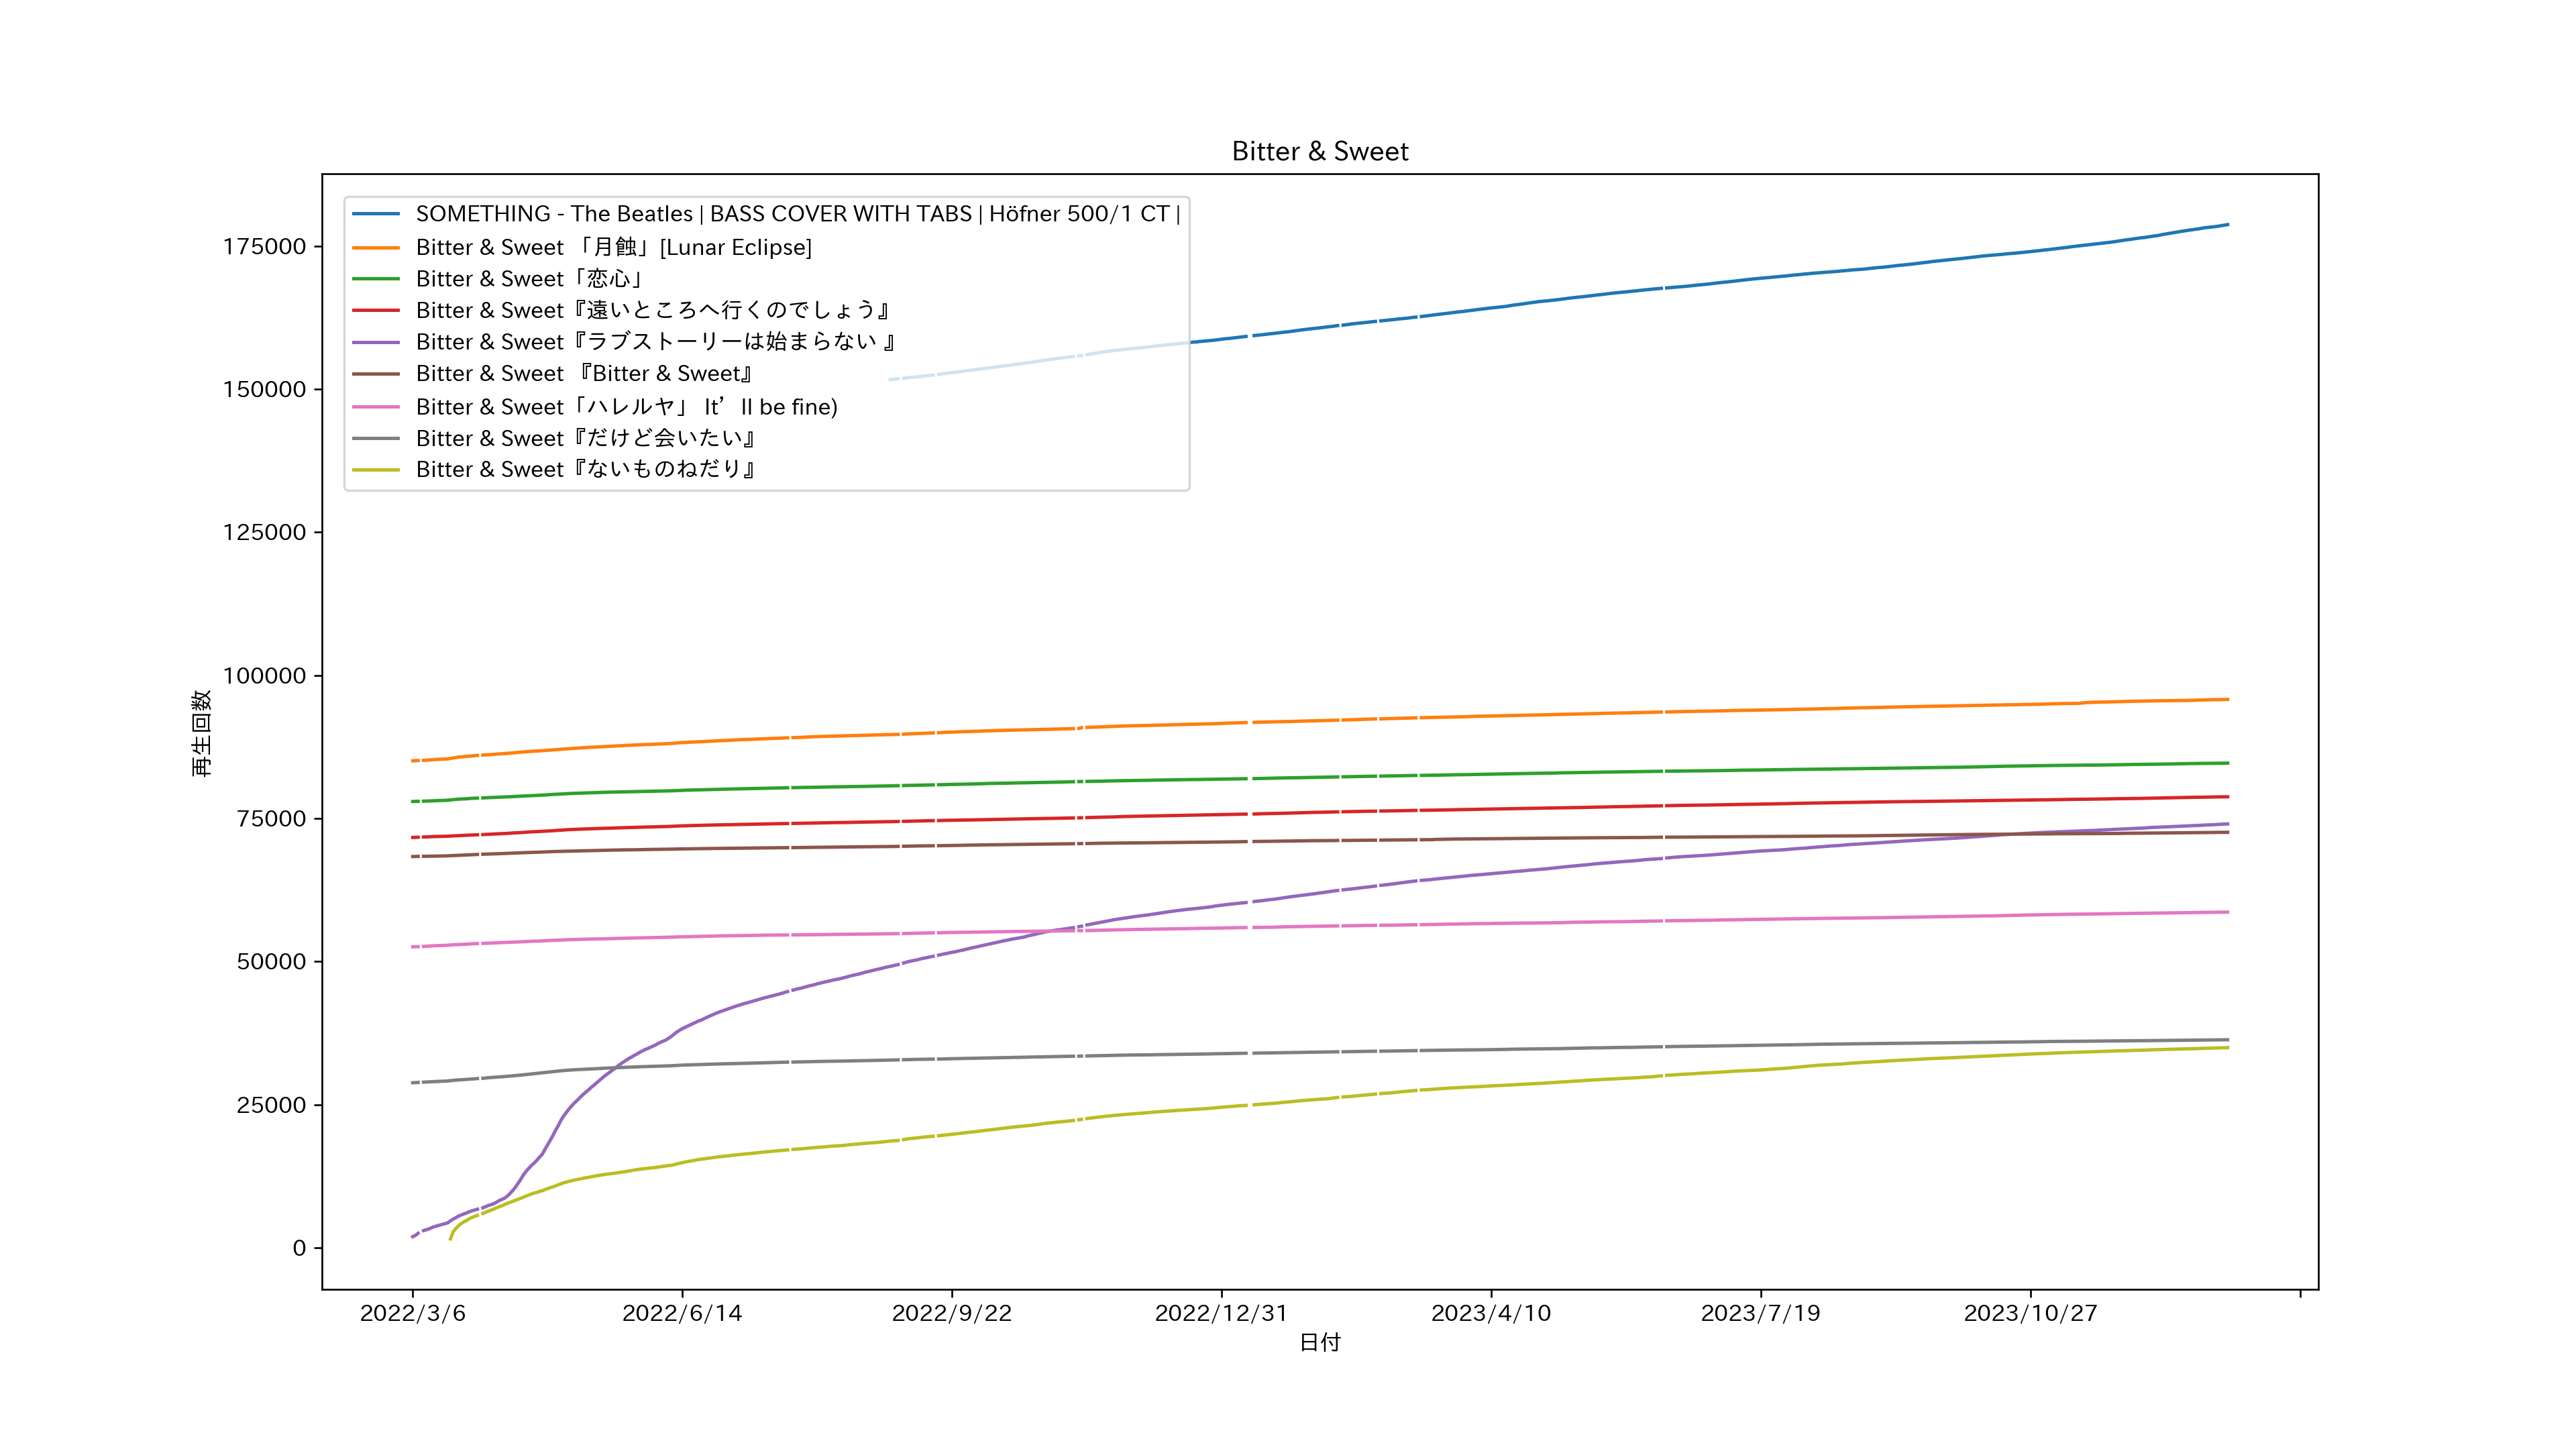 Bitter & Sweet
SOMETHING - The Beatles | BASS COVER WITH TABS | Höfner 500/1 CT |
Bitter & Sweet 「月蝕」[Lunar Eclipse]
Bitter & Sweet「恋心」
Bitter & Sweet『遠いところへ行くのでしょう』
Bitter & Sweet『ラブストーリーは始まらない 』
Bitter & Sweet 『Bitter & Sweet』
Bitter & Sweet「ハレルヤ」 It’ll be fine)
Bitter & Sweet『だけど会いたい』
Bitter & Sweet『ないものねだり』
175000
150000
125000
100000
75000
50000
25000
0
再生回数
2022/3/6 2022/6/14 2022/9/22 2022/12/31 2023/4/10 2023/7/19 2023/10/27
日付